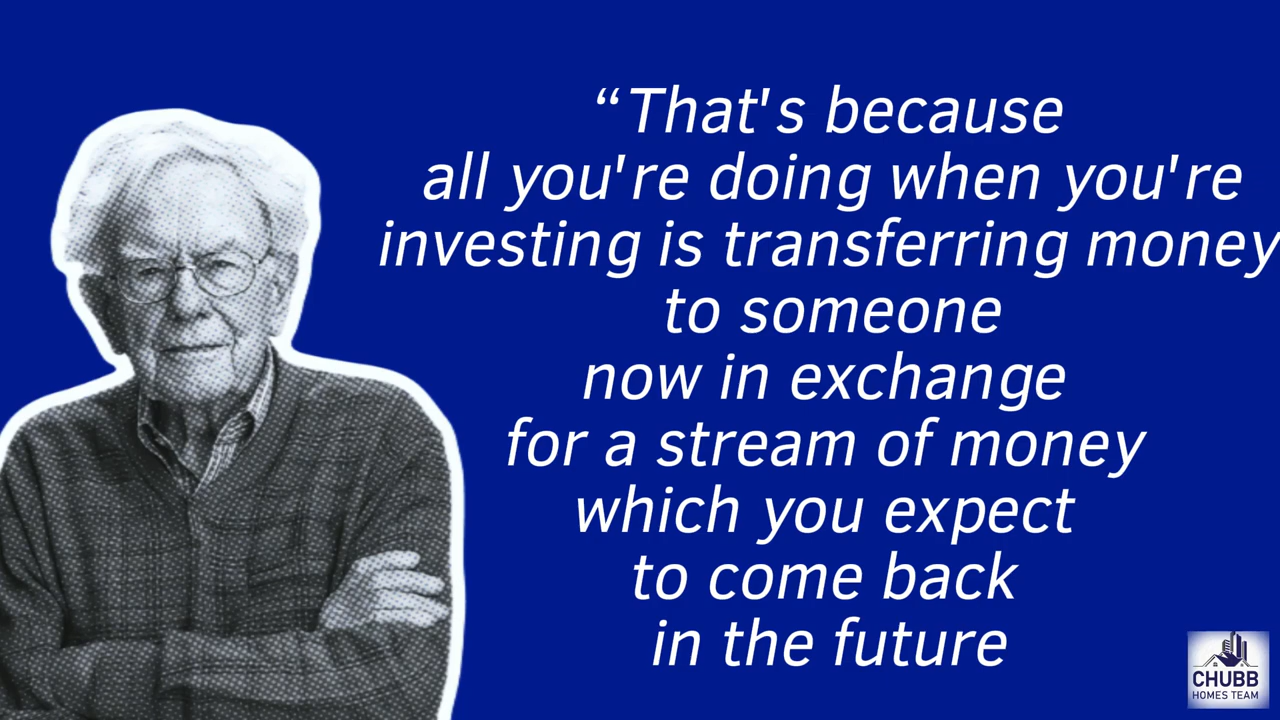 “That's because
all you're doing when you're
investing is transferring money
to someone
now in exchange
for a stream of money
which you expect
to come back
in the future
CHUBB
HOMES TEAM